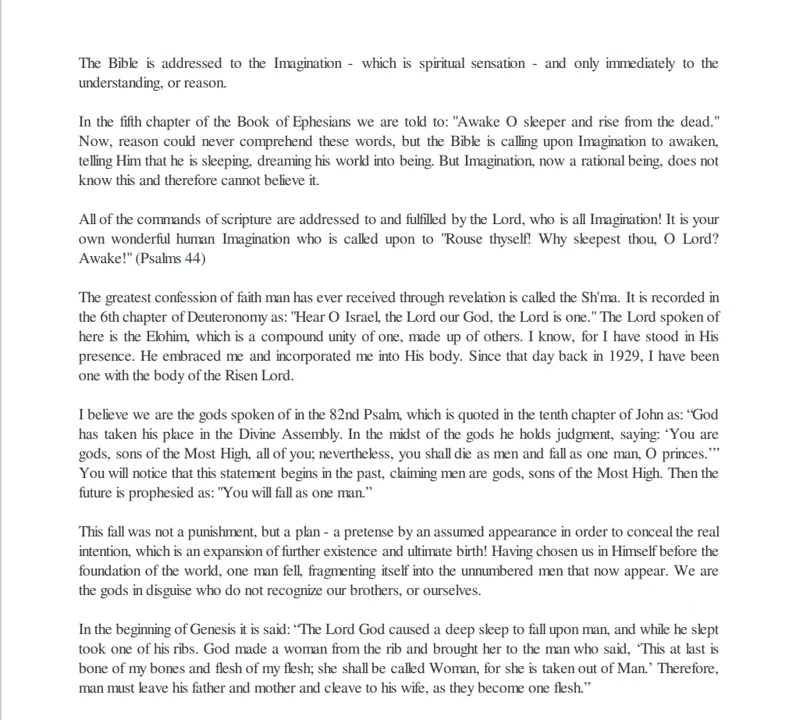 The Bible is addressed to the Imagination - which is spiritual sensation - and only immediately to the
understanding, or reason.
In the fifth chapter of the Book of Ephesians we are told to: "Awake O sleeper and rise from the dead."
Now, reason could never comprehend these words, but the Bible is calling upon Imagination to awaken,
telling Him that he is sleeping, dreaming his world into being. But Imagination, now a rational being, does not
know this and therefore cannot believe it.
All of the commands of scripture are addressed to and fulfilled by the Lord, who is all Imagination! It is your
own wonderful human Imagination who is called upon to "Rouse thyself! Why sleepest thou, O Lord?
Awake!" (Psalms 44)
The greatest confession of faith man has ever received through revelation is called the Sh'ma. It is recorded in
the 6th chapter of Deuteronomy as: "Hear O Israel, the Lord our God, the Lord is one." The Lord spoken of
here is the Elohim, which is a compound unity of one, made up of others. I know, for I have stood in His
presence. He embraced me and incorporated me into His body. Since that day back in 1929, I have been
one with the body of the Risen Lord.
I believe we are the gods spoken of in the 82nd Psalm, which is quoted in the tenth chapter of John as: “God
has taken his place in the Divine Assembly. In the midst of the gods he holds judgment, saying: ‘You are
gods, sons of the Most High, all of you; nevertheless, you shall die as men and fall as one man, O princes.’”
You will notice that this statement begins in the past, claiming men are gods, sons of the Most High. Then the
future is prophesied as: "You will fall as one man.”
This fall was not a punishment, but a plan - a pretense by an assumed appearance in order to conceal the real
intention, which is an expansion of further existence and ultimate birth! Having chosen us in Himself before the
foundation of the world, one man fell, fragmenting itself into the unnumbered men that now appear. We are
the gods in disguise who do not recognize our brothers, or ourselves.
In the beginning of Genesis it is said: “The Lord God caused a deep sleep to fall upon man, and while he slept
took one of his ribs. God made a woman from the rib and brought her to the man who said, ‘This at last is
bone of my bones and flesh of my flesh; she shall be called Woman, for she is taken out of Man.’ Therefore,
man must leave his father and mother and cleave to his wife, as they become one flesh.”